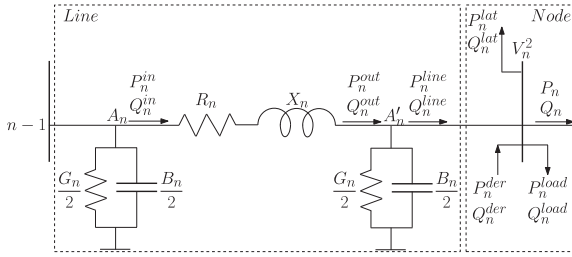 Line
Node
P_n^{lat}
Q_n^{lat}
V_n^2
P_n^{in}
Q_n^{in}
R_n
X_n
P_n^{out}
Q_n^{out}
P_n^{line}
Q_n^{line}
P_n
Q_n
n − 1
A_n
A'_n
G_n/2
B_n/2
G_n/2
B_n/2
P_n^{der}
Q_n^{der}
P_n^{load}
Q_n^{load}